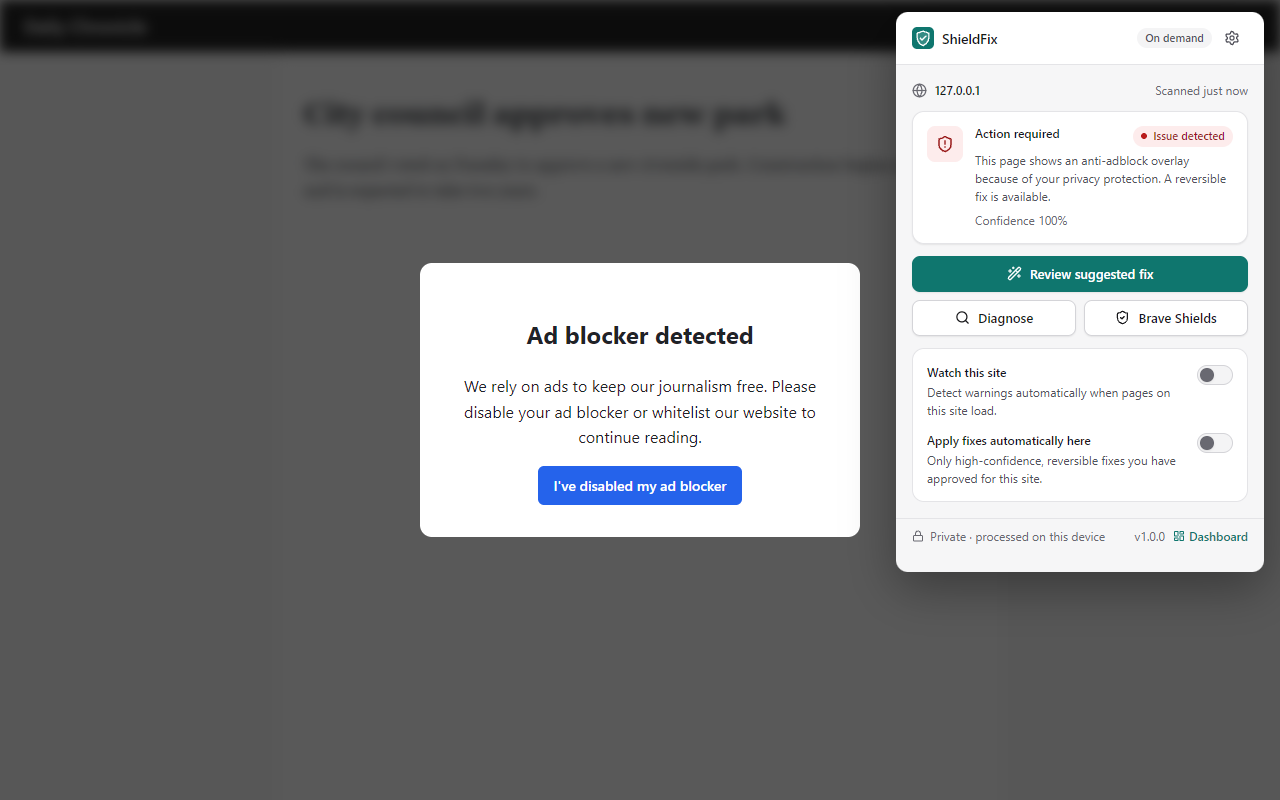 City council approves new park
Ad blocker detected
We rely on ads to keep our journalism free. Please
disable your ad blocker or whitelist our website to
continue reading.
I've disabled my ad blocker
ShieldFix
On demand
127.0.0.1
Scanned just now
Action required
Issue detected
This page shows an anti-adblock overlay
because of your privacy protection. A reversible
fix is available.
Confidence 100%
Review suggested fix
Diagnose
Brave Shields
Watch this site
Detect warnings automatically when pages on
this site load.
Apply fixes automatically here
Only high-confidence, reversible fixes you have
approved for this site.
Private · processed on this device
v1.0.0
Dashboard